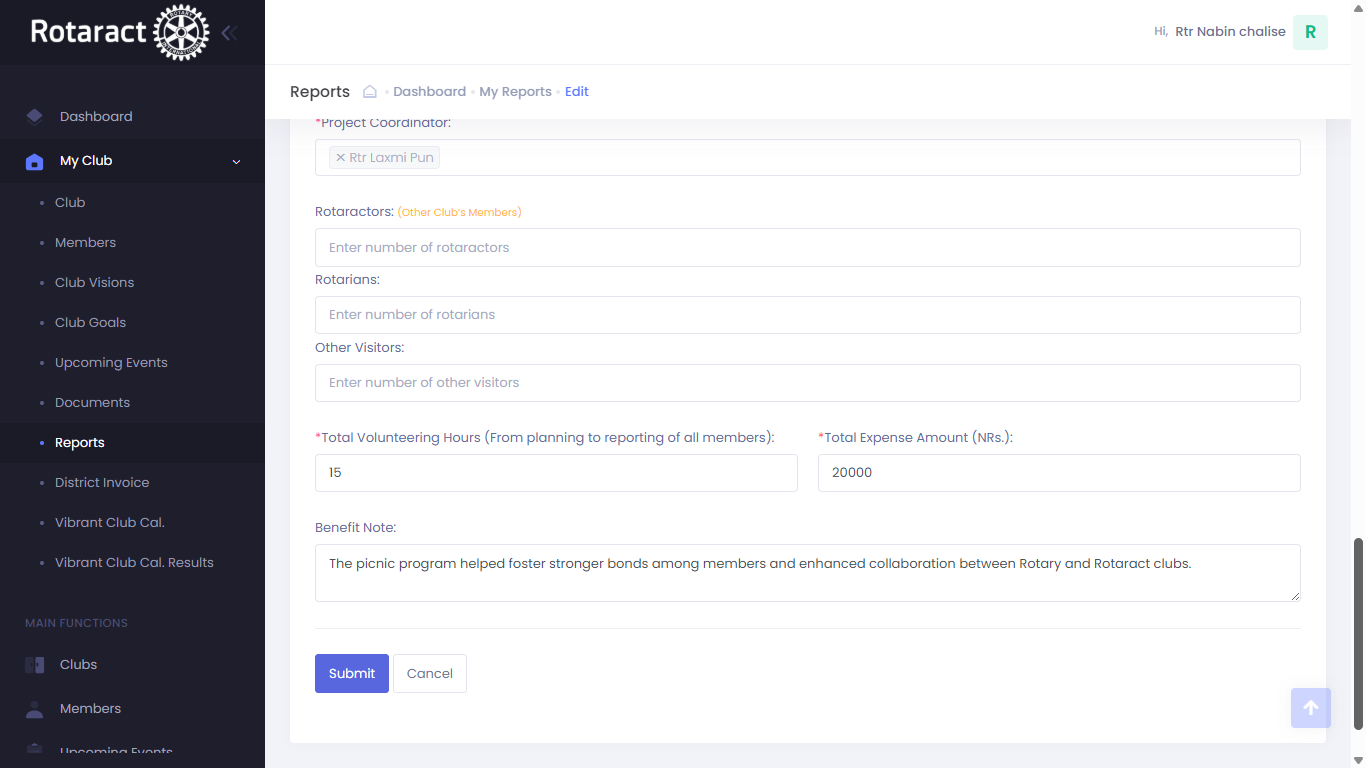 Rotaract
ROTARY
INTERNATIONAL
Hi, Rtr Nabin chalise R
Reports • Dashboard • My Reports • Edit
Dashboard
My Club
Club
Members
Club Visions
Club Goals
Upcoming Events
Documents
Reports
District Invoice
Vibrant Club Cal.
Vibrant Club Cal. Results
MAIN FUNCTIONS
Clubs
Members
Upcoming Events
*Project Coordinator:
× Rtr Laxmi Pun
Rotaractors: (Other Club's Members)
Enter number of rotaractors
Rotarians:
Enter number of rotarians
Other Visitors:
Enter number of other visitors
*Total Volunteering Hours (From planning to reporting of all members):
15
*Total Expense Amount (NRs.):
20000
Benefit Note:
The picnic program helped foster stronger bonds among members and enhanced collaboration between Rotary and Rotaract clubs.
Submit Cancel